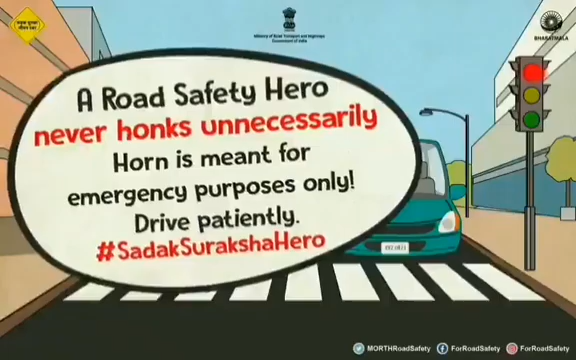 Ministry of Road Transport and Highways
Government of India
BHARATMALA
A Road Safety Hero
never honks unnecessarily
Horn is meant for
emergency purposes only!
Drive patiently.
#SadakSurakshaHero
MORTHRoadSafety
ForRoadSafety
ForRoadSafety